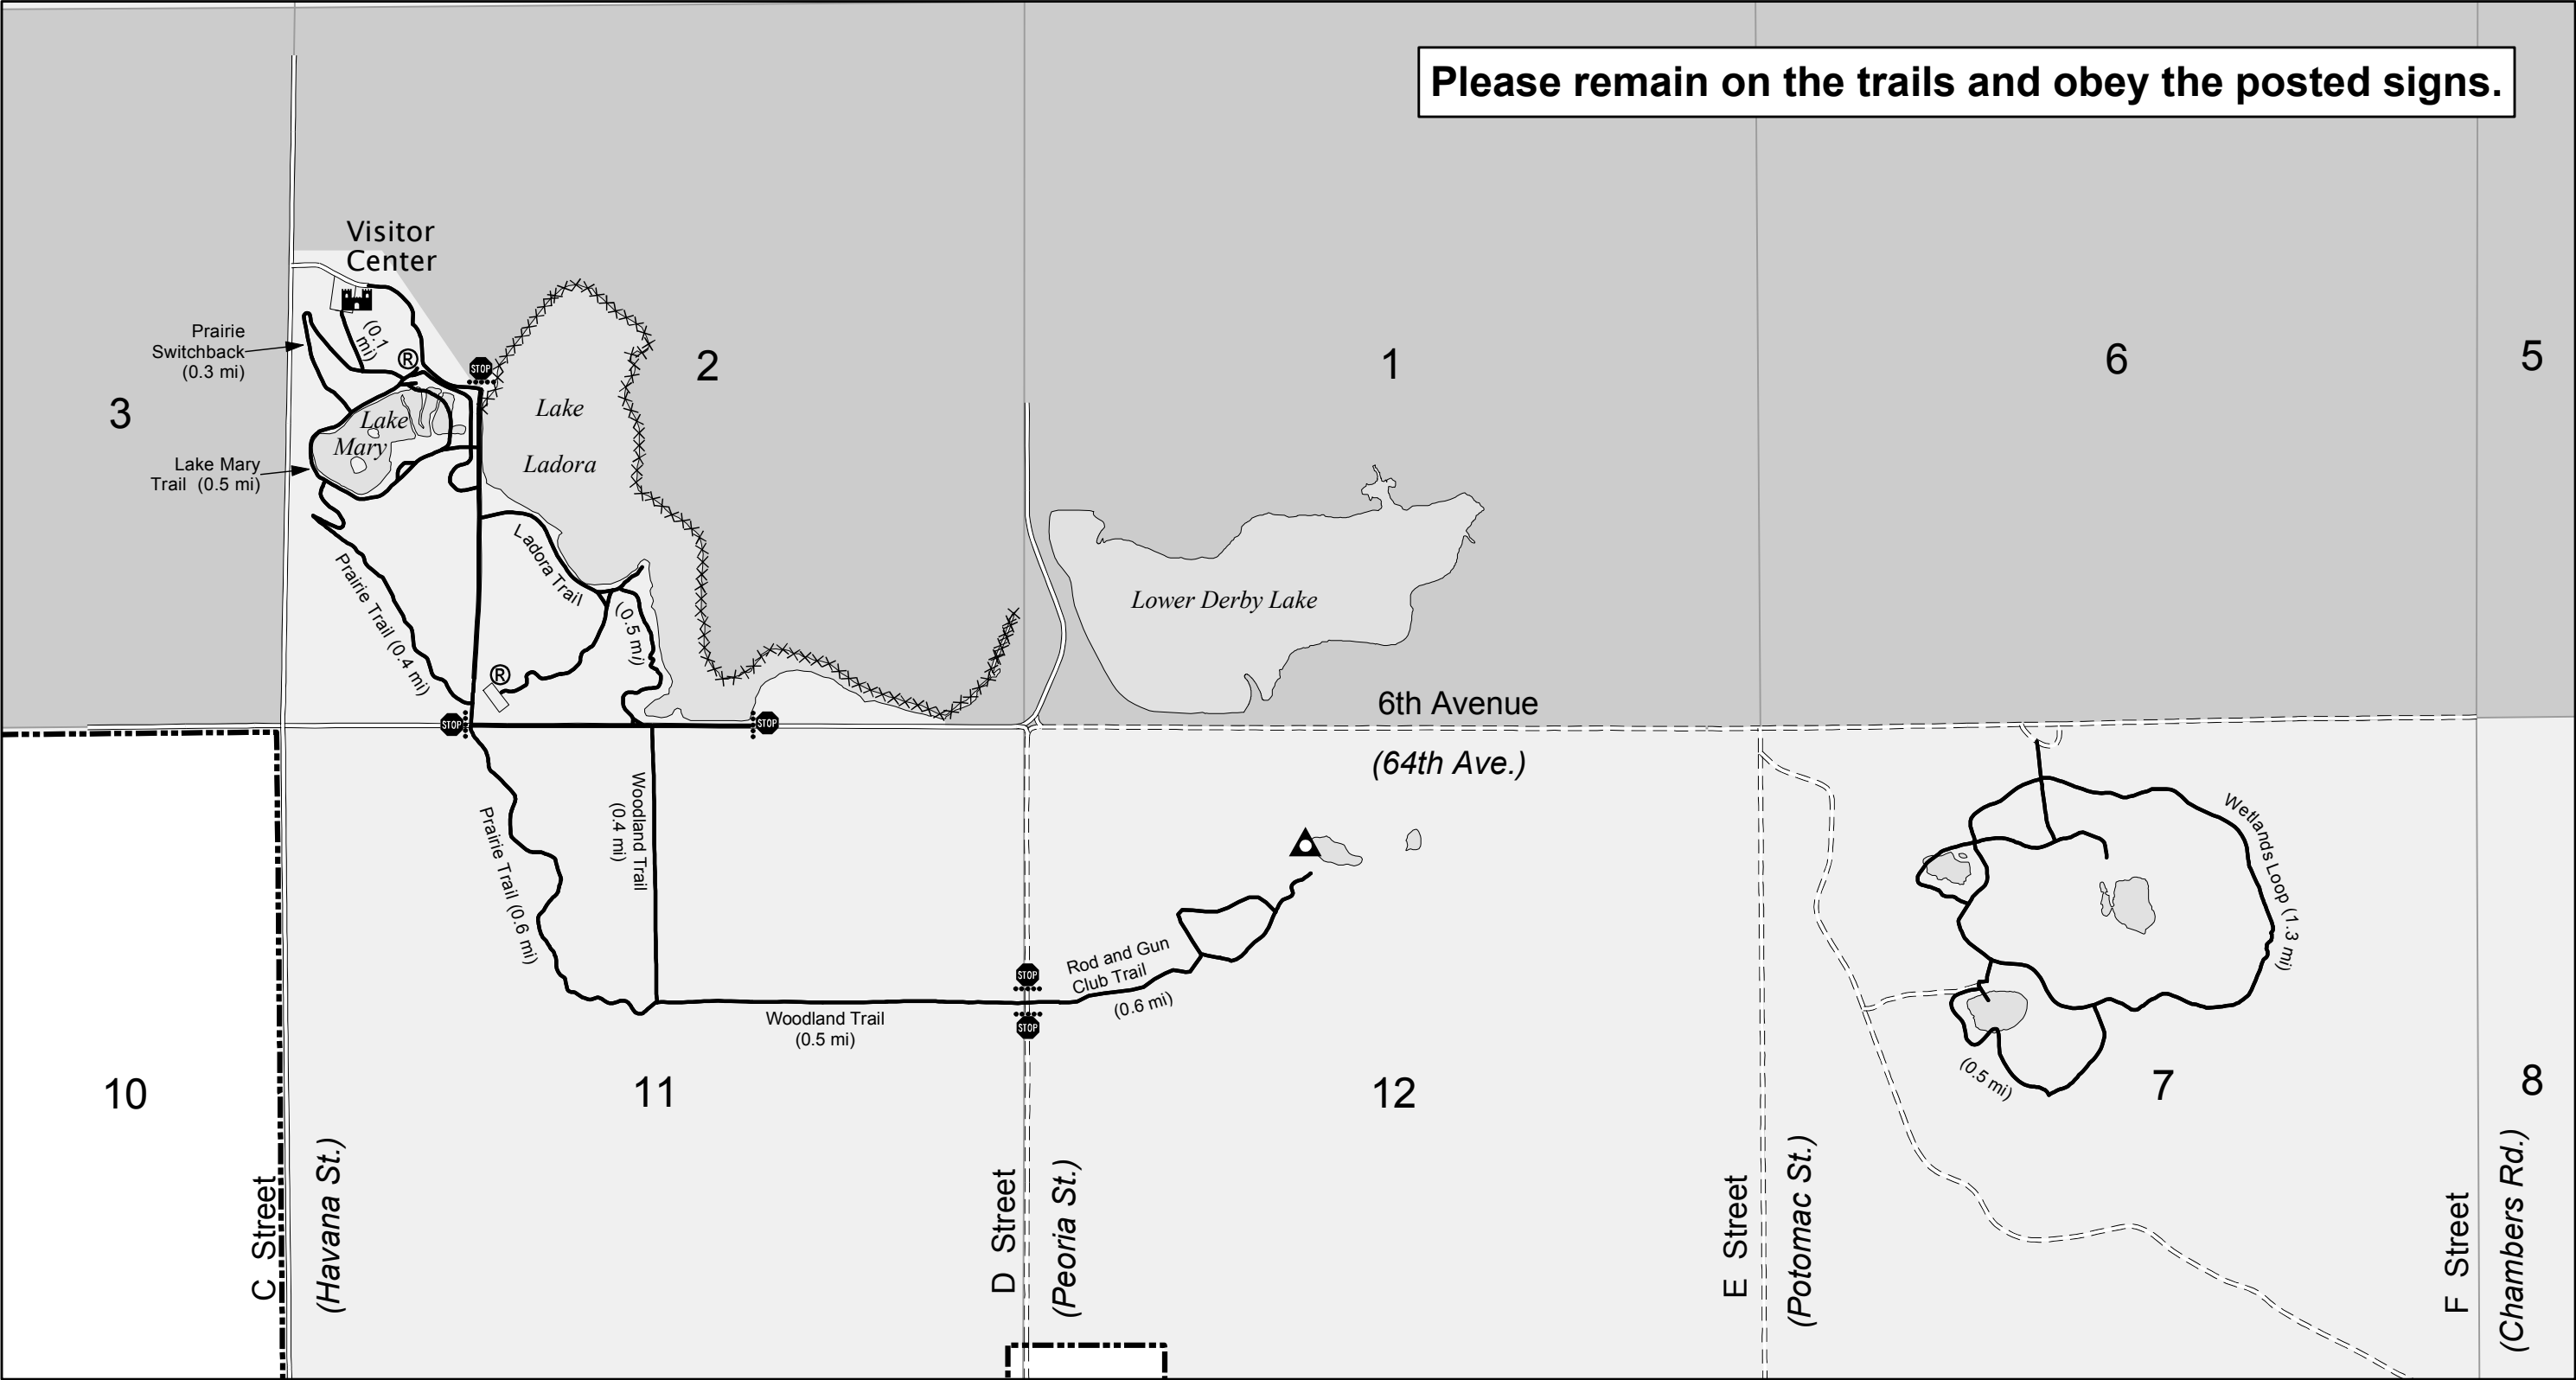 Please remain on the trails and obey the posted signs.
Visitor
Center
Prairie
Switchback
(0.3 mi)
(0.1
mi)
®
STOP
2
1
6
5
3
Lake
Mary
Lake
Ladora
Lake Mary
Trail (0.5 mi)
Ladora Trail
Prairie Trail (0.4 mi)
(0.5 mi)
Lower Derby Lake
®
STOP
STOP
6th Avenue
(64th Ave.)
Woodland Trail
(0.4 mi)
Prairie Trail (0.6 mi)
Wetlands Loop (1.3 mi)
STOP
Rod and Gun
Club Trail
(0.6 mi)
STOP
Woodland Trail
(0.5 mi)
(0.5 mi)
10
11
12
7
8
C Street
(Havana St.)
D Street
(Peoria St.)
E Street
(Potomac St.)
F Street
(Chambers Rd.)